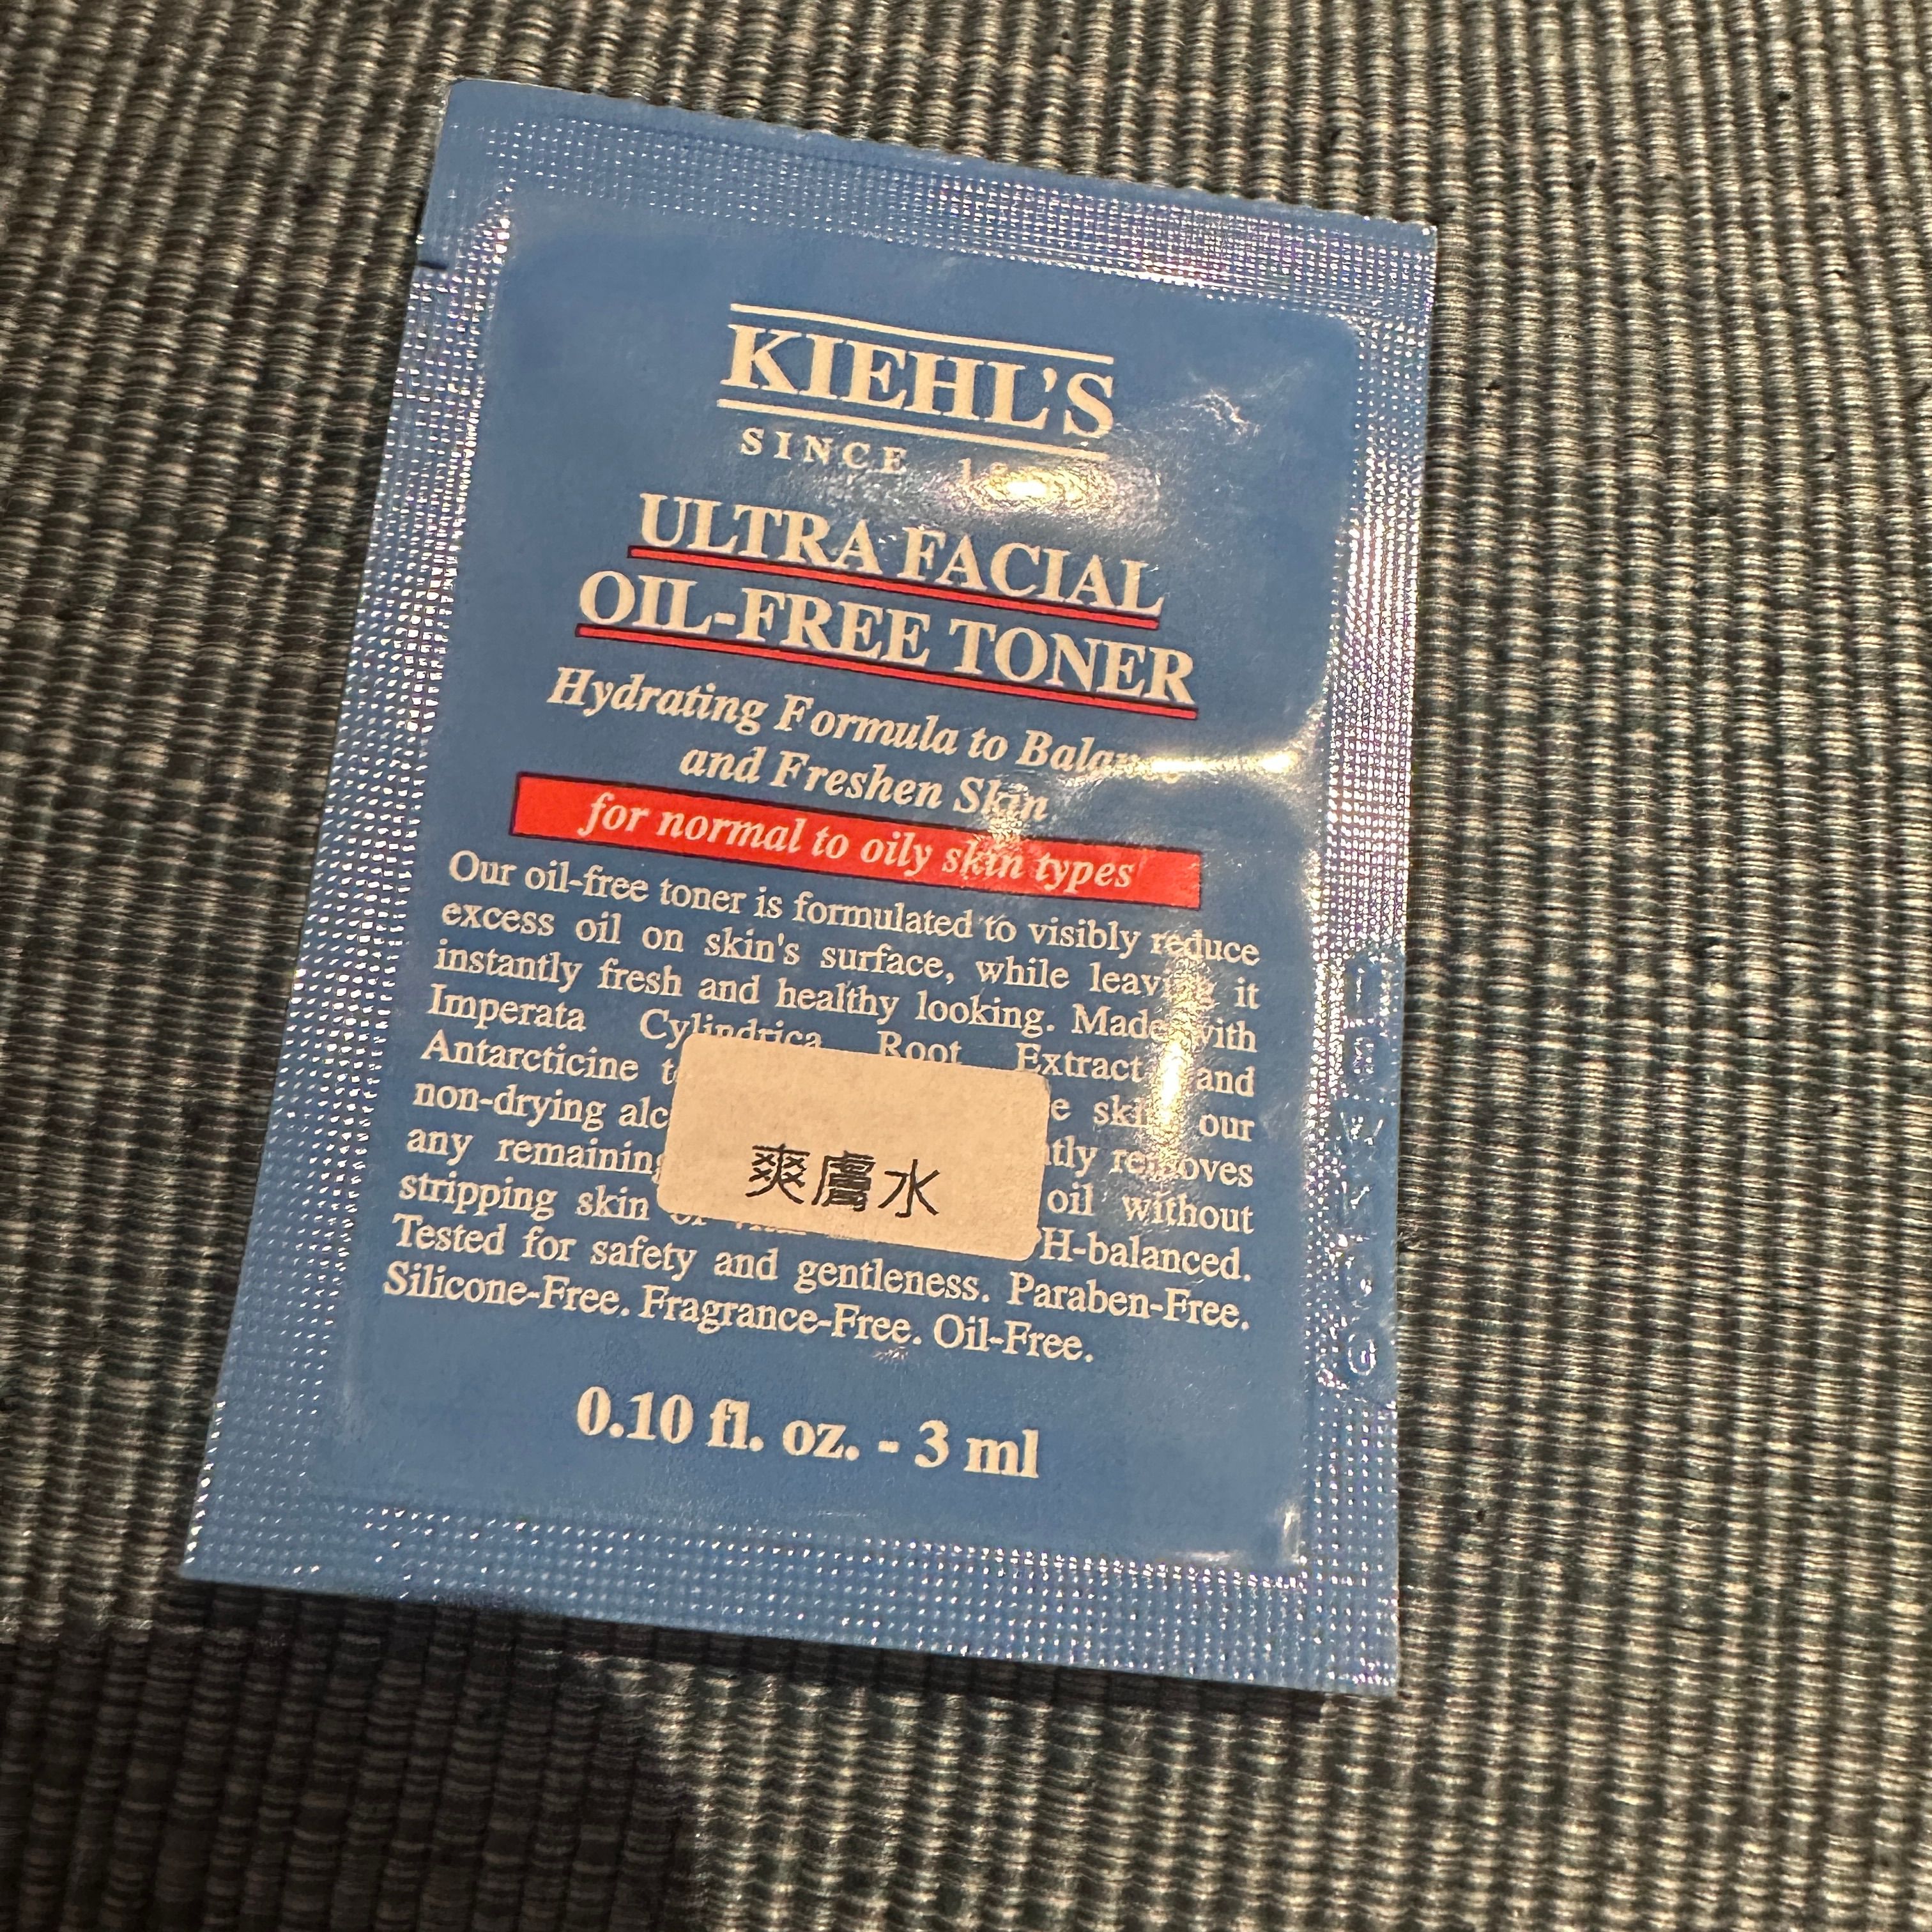 KIEHL'S
SINCE
ULTRA FACIAL
OIL-FREE TONER
Hydrating Formula to
and Freshen Skin
for normal to oily skin types
Our oil-free toner is formulated to visibly reduce
excess oil on skin's surface, while leaving it
instantly fresh and healthy looking. Made with
Imperata Cylindrica Root Extract and
Antarcticine
non-drying skin, our
any remaining removes
stripping skin oil without
H-balanced.
Tested for safety and gentleness. Paraben-Free.
Silicone-Free. Fragrance-Free. Oil-Free.
爽膚水
0.10 fl. oz. - 3 ml